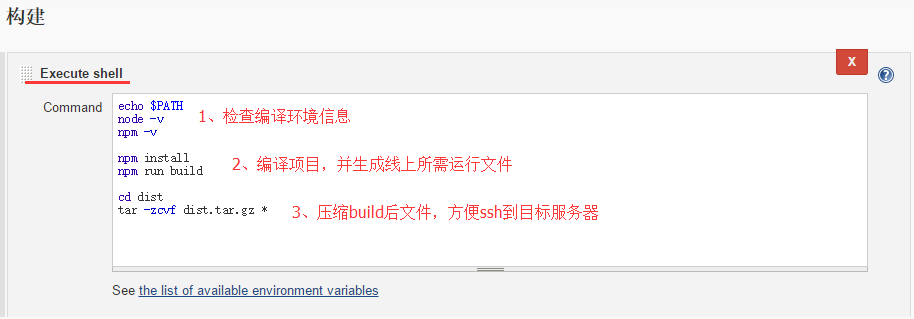 构建
X
Execute shell
Command
echo $PATH
node -v
npm -v
1、检查编译环境信息
npm install
npm run build
2、编译项目，并生成线上所需运行文件
cd dist
tar -zcvf dist.tar.gz *
3、压缩build后文件，方便ssh到目标服务器
See the list of available environment variables